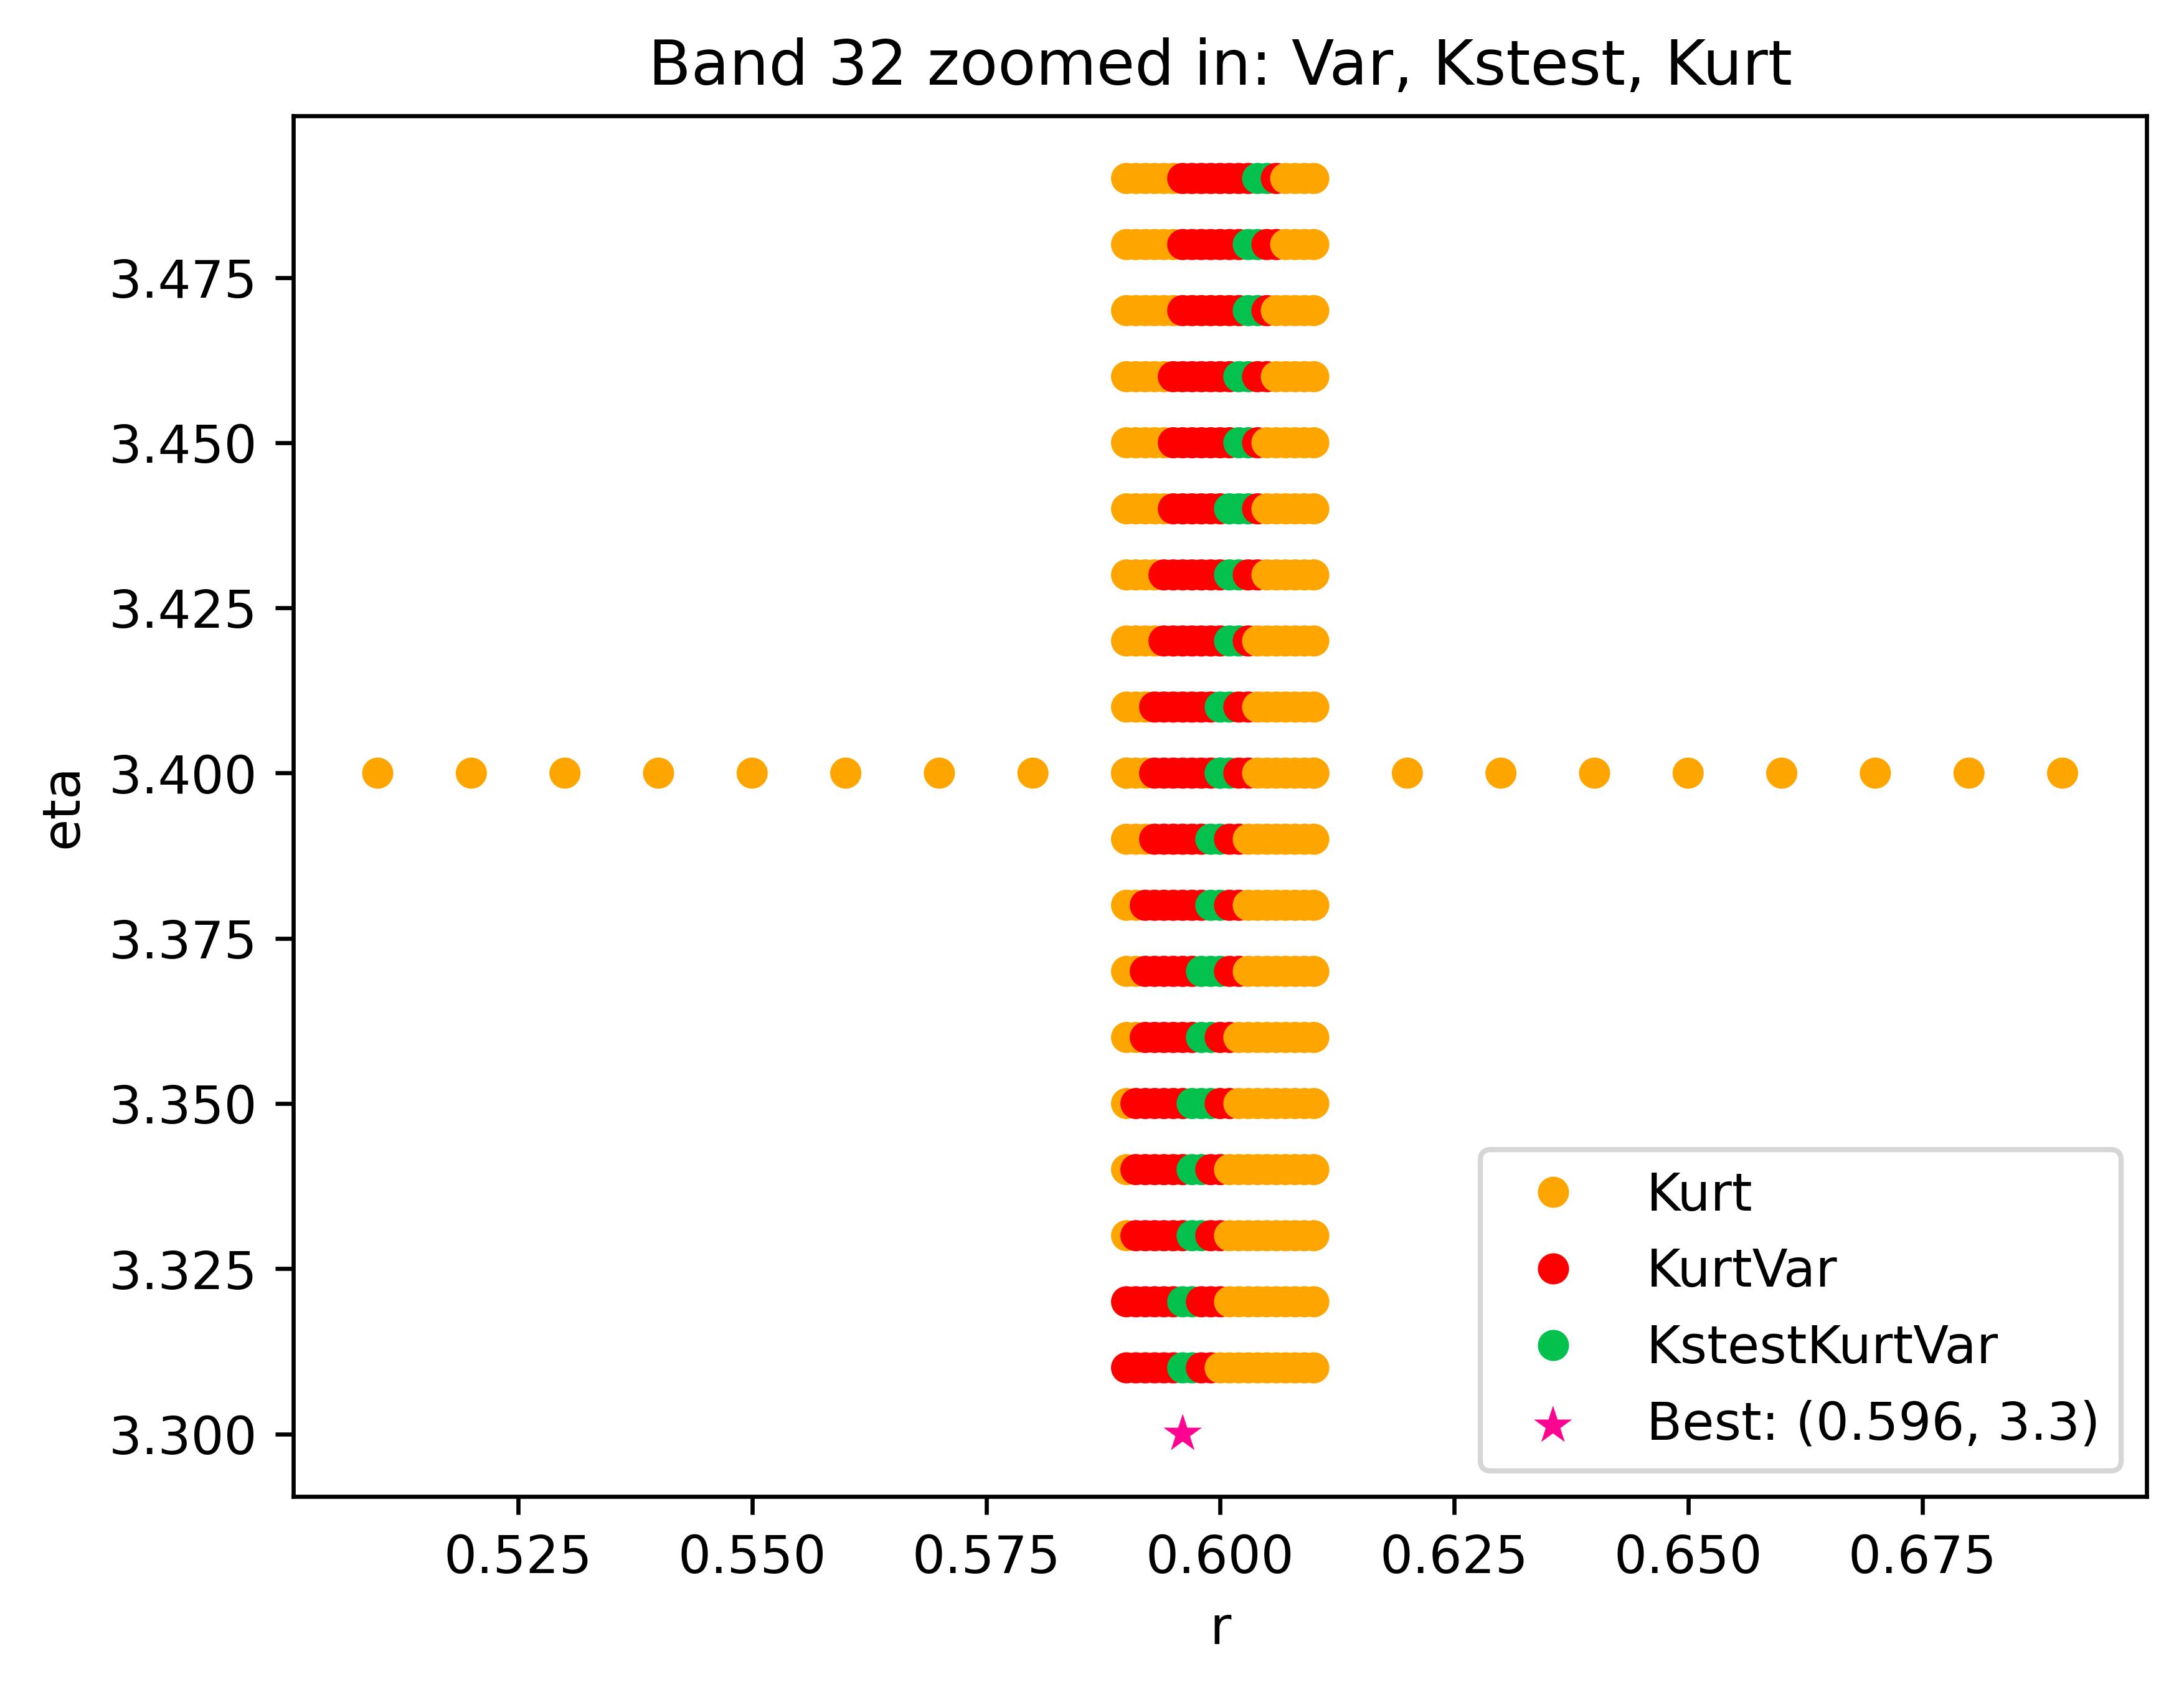 Band 32 zoomed in: Var, Kstest, Kurt
eta
3.475
3.450
3.425
3.400
3.375
3.350
3.325
3.300
Kurt
KurtVar
KstestKurtVar
Best: (0.596, 3.3)
0.525 0.550 0.575 0.600 0.625 0.650 0.675
r